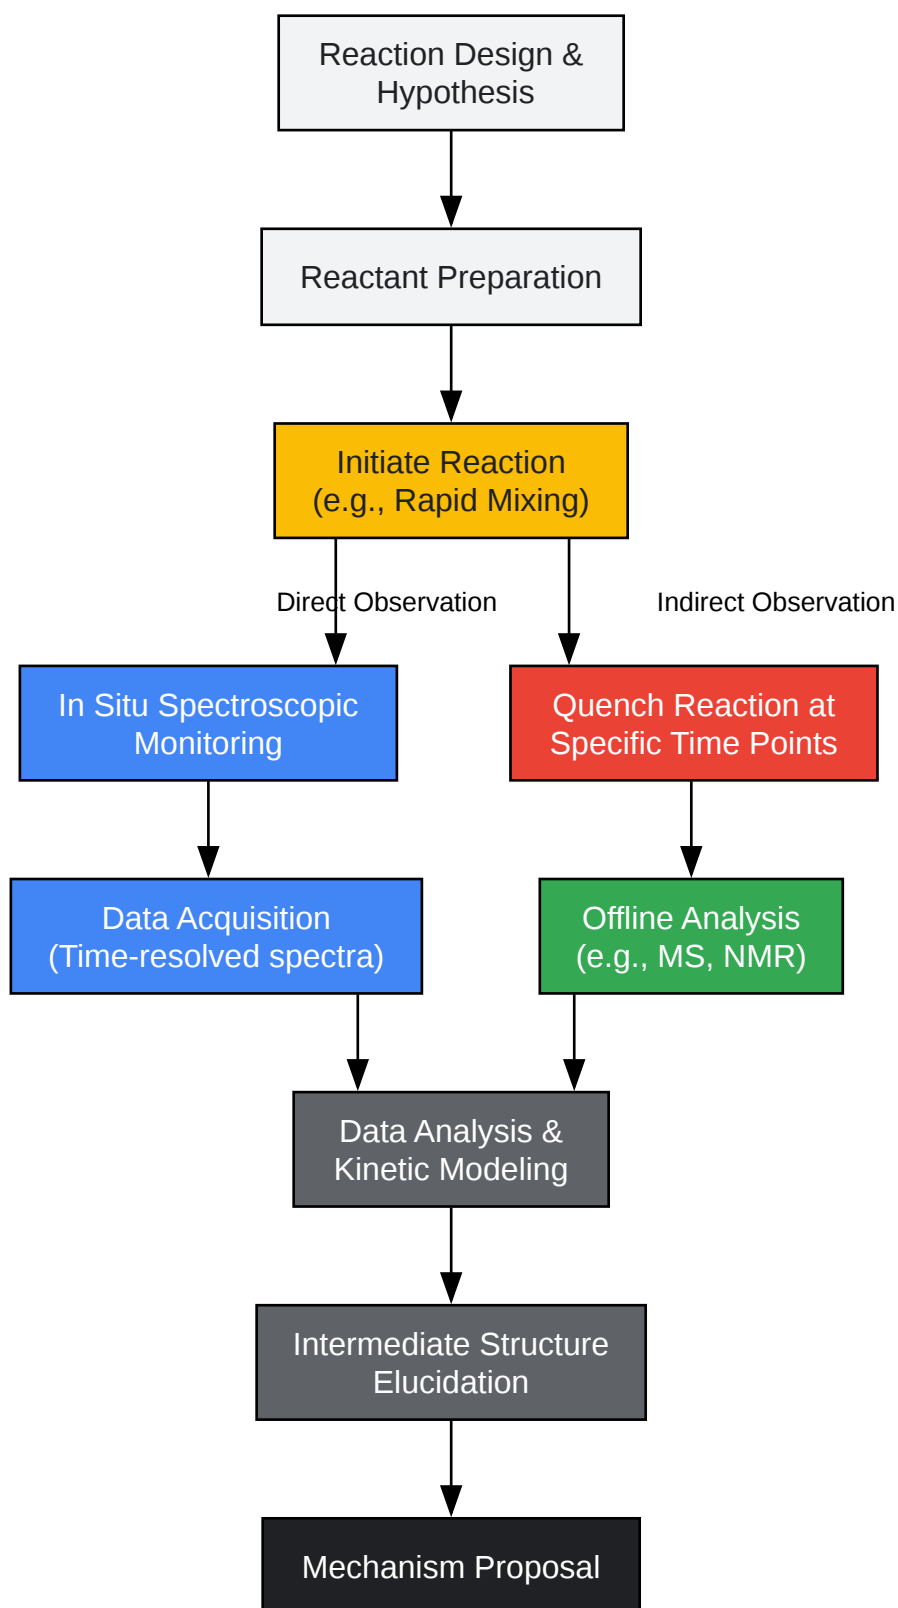 Reaction Design &
Hypothesis
Reactant Preparation
Initiate Reaction
(e.g., Rapid Mixing)
Direct Observation
Indirect Observation
In Situ Spectroscopic
Monitoring
Quench Reaction at
Specific Time Points
Data Acquisition
(Time-resolved spectra)
Offline Analysis
(e.g., MS, NMR)
Data Analysis &
Kinetic Modeling
Intermediate Structure
Elucidation
Mechanism Proposal